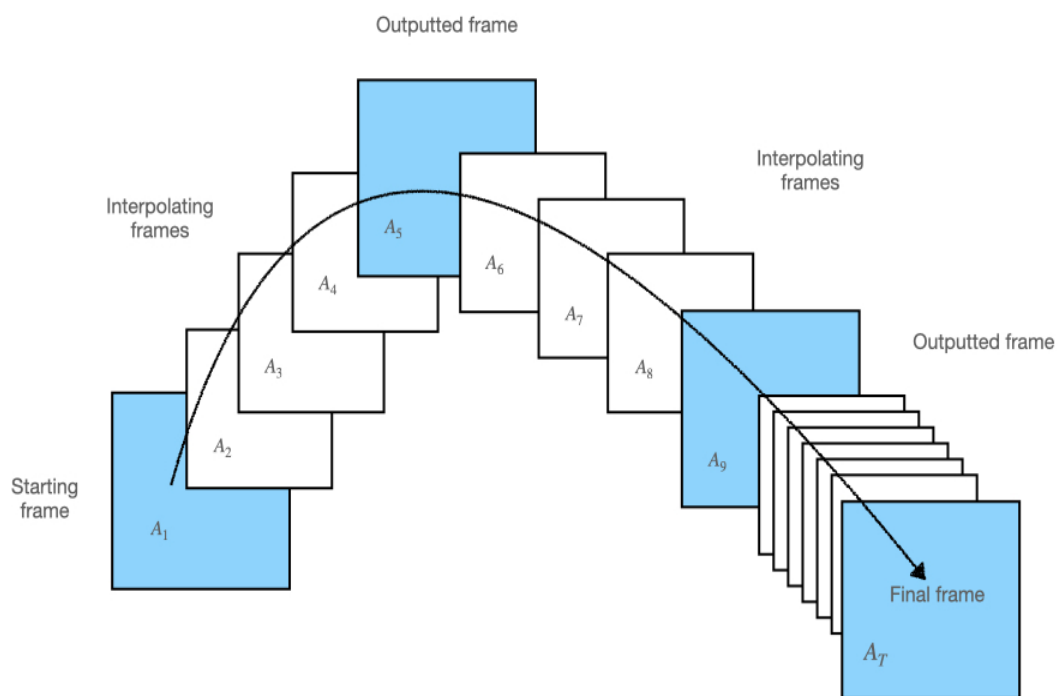 Outputted frame
Interpolating
frames
Interpolating
frames
A₅
A₆
A₄
A₇
Outputted frame
A₃
A₈
A₂
A₉
Starting
frame
A₁
Final frame
A_T